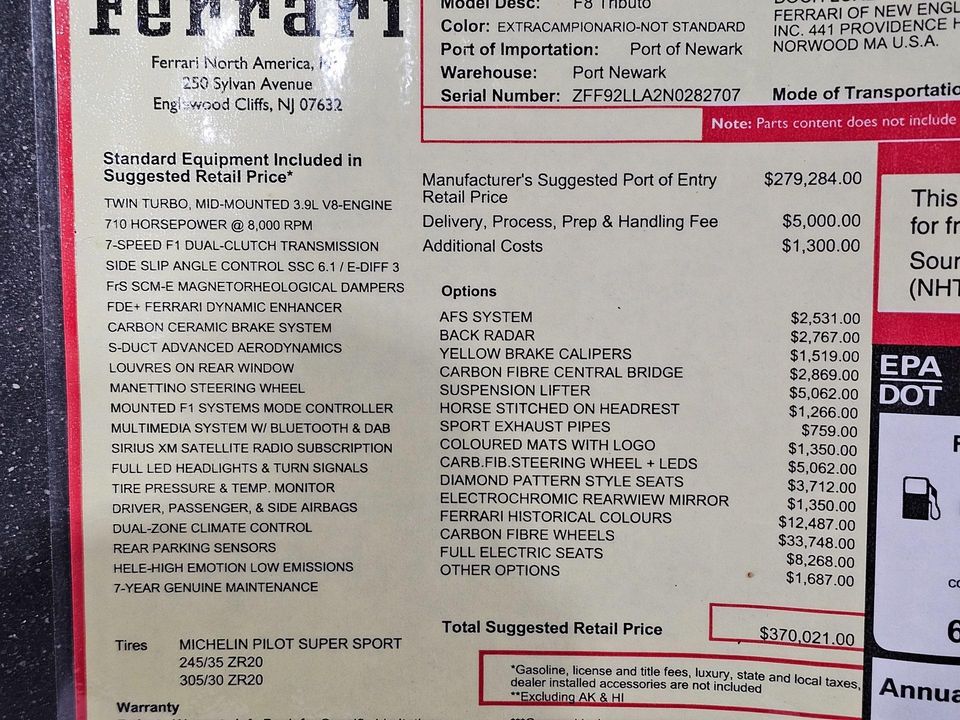 Ferrari
Ferrari North America,
250 Sylvan Avenue
Englewood Cliffs, NJ 07632
Model Desc: F8 Tributo
Color: EXTRACAMPIONARIO-NOT STANDARD
Port of Importation: Port of Newark
Warehouse: Port Newark
Serial Number: ZFF92LLA2N0282707
FERRARI OF NEW ENGL
INC. 441 PROVIDENCE H
NORWOOD MA U.S.A.
Mode of Transportatio
Note: Parts content does not include
Standard Equipment Included in
Suggested Retail Price*
TWIN TURBO, MID-MOUNTED 3.9L V8-ENGINE
710 HORSEPOWER @ 8,000 RPM
7-SPEED F1 DUAL-CLUTCH TRANSMISSION
SIDE SLIP ANGLE CONTROL SSC 6.1 / E-DIFF 3
FrS SCM-E MAGNETORHEOLOGICAL DAMPERS
FDE+ FERRARI DYNAMIC ENHANCER
CARBON CERAMIC BRAKE SYSTEM
S-DUCT ADVANCED AERODYNAMICS
LOUVRES ON REAR WINDOW
MANETTINO STEERING WHEEL
MOUNTED F1 SYSTEMS MODE CONTROLLER
MULTIMEDIA SYSTEM W/ BLUETOOTH & DAB
SIRIUS XM SATELLITE RADIO SUBSCRIPTION
FULL LED HEADLIGHTS & TURN SIGNALS
TIRE PRESSURE & TEMP. MONITOR
DRIVER, PASSENGER, & SIDE AIRBAGS
DUAL-ZONE CLIMATE CONTROL
REAR PARKING SENSORS
HELE-HIGH EMOTION LOW EMISSIONS
7-YEAR GENUINE MAINTENANCE
Tires MICHELIN PILOT SUPER SPORT
245/35 ZR20
305/30 ZR20
Warranty
Manufacturer's Suggested Port of Entry $279,284.00
Retail Price
Delivery, Process, Prep & Handling Fee $5,000.00
Additional Costs $1,300.00
Options
AFS SYSTEM $2,531.00
BACK RADAR $2,767.00
YELLOW BRAKE CALIPERS $1,519.00
CARBON FIBRE CENTRAL BRIDGE $2,869.00
SUSPENSION LIFTER $5,062.00
HORSE STITCHED ON HEADREST $1,266.00
SPORT EXHAUST PIPES $759.00
COLOURED MATS WITH LOGO $1,350.00
CARB.FIB.STEERING WHEEL + LEDS $5,062.00
DIAMOND PATTERN STYLE SEATS $3,712.00
ELECTROCHROMIC REARWIEW MIRROR $1,350.00
FERRARI HISTORICAL COLOURS $12,487.00
CARBON FIBRE WHEELS $33,748.00
FULL ELECTRIC SEATS $8,268.00
OTHER OPTIONS $1,687.00
Total Suggested Retail Price $370,021.00
*Gasoline, license and title fees, luxury, state and local taxes,
dealer installed accessories are not included
**Excluding AK & HI
This
for fr
Sour
(NHT
EPA
DOT
F
co
6
Annua